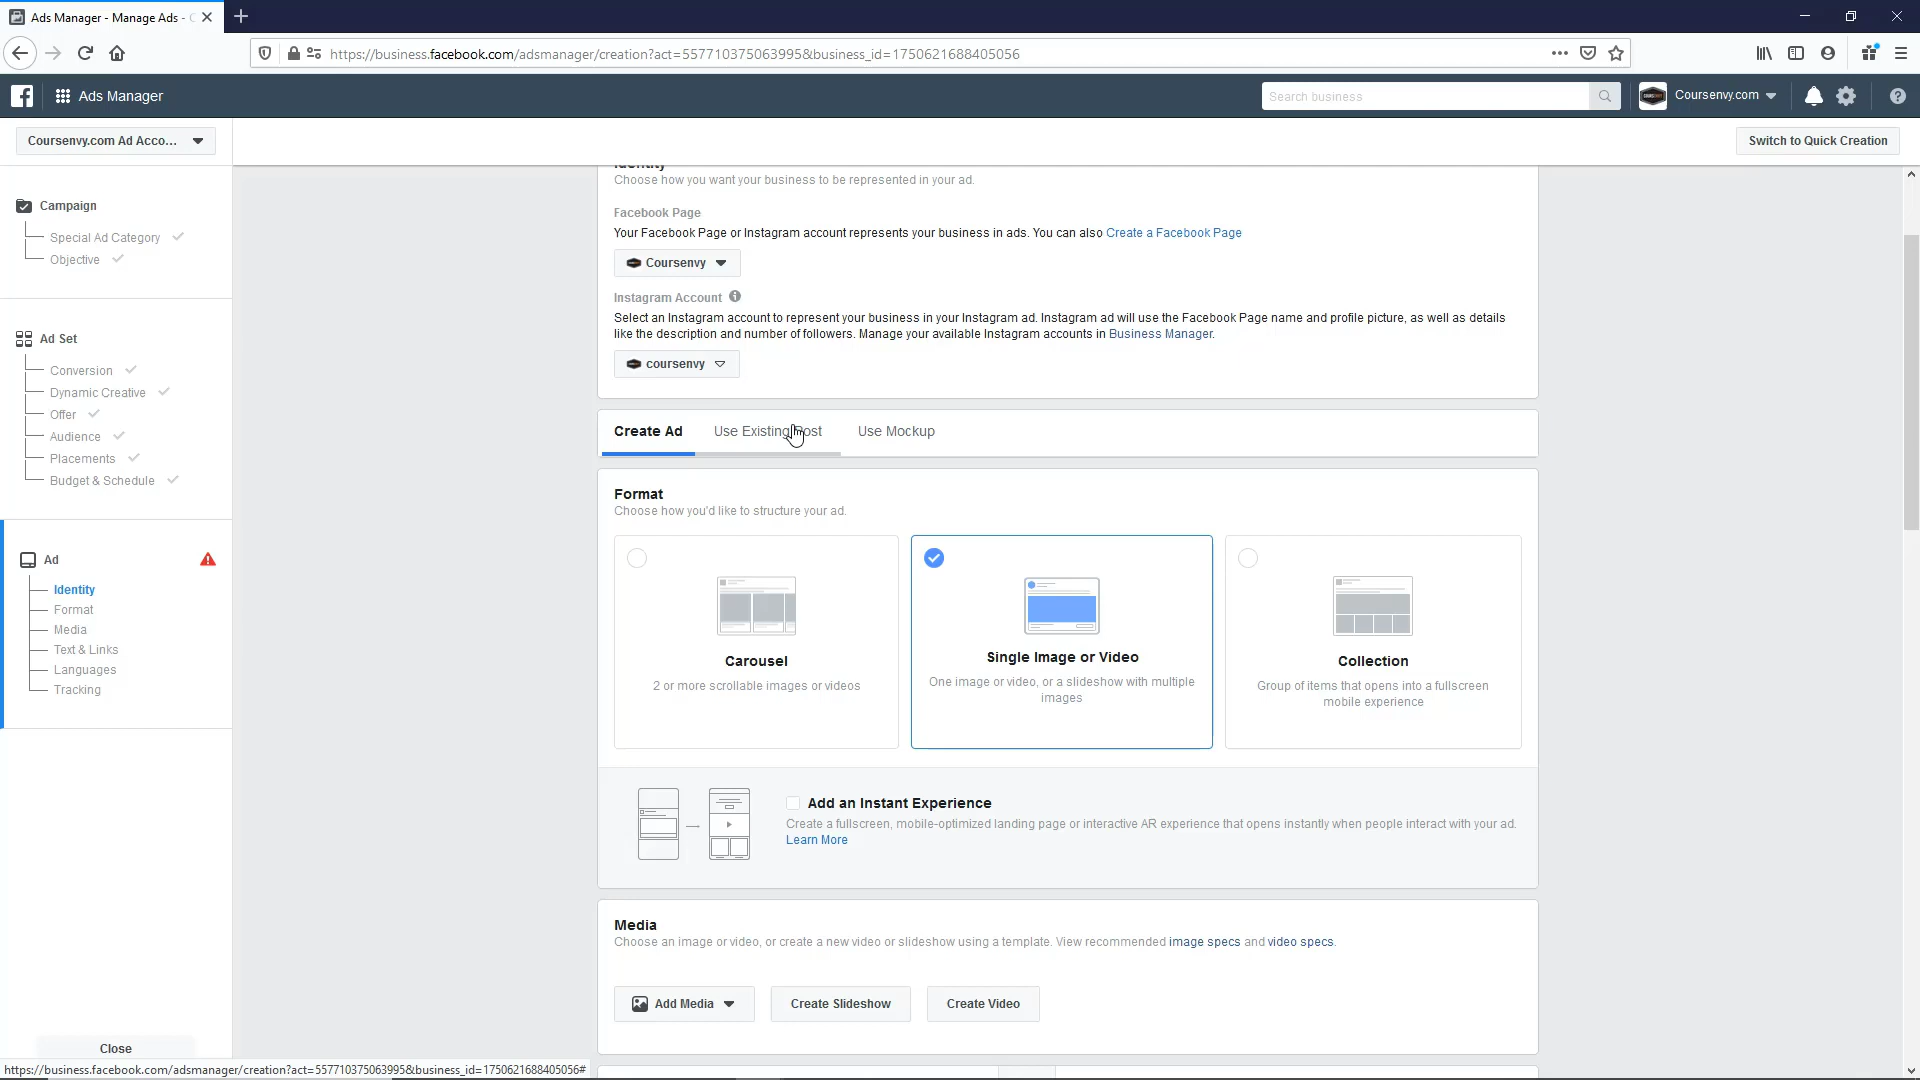 Ads Manager - Manage Ads - C
https://business.facebook.com/adsmanager/creation?act=557710375063995&business_id=1750621688405056
Ads Manager
Search business
Coursenvy.com
Coursenvy.com Ad Acco...
Switch to Quick Creation
Campaign
Special Ad Category
Objective
Ad Set
Conversion
Dynamic Creative
Offer
Audience
Placements
Budget & Schedule
Ad
Identity
Format
Media
Text & Links
Languages
Tracking
Close
Identity
Choose how you want your business to be represented in your ad.
Facebook Page
Your Facebook Page or Instagram account represents your business in ads. You can also Create a Facebook Page
Coursenvy
Instagram Account
Select an Instagram account to represent your business in your Instagram ad. Instagram ad will use the Facebook Page name and profile picture, as well as details
like the description and number of followers. Manage your available Instagram accounts in Business Manager.
coursenvy
Create Ad Use Existing Post Use Mockup
Format
Choose how you'd like to structure your ad.
Carousel
2 or more scrollable images or videos
Single Image or Video
One image or video, or a slideshow with multiple
images
Collection
Group of items that opens into a fullscreen
mobile experience
Add an Instant Experience
Create a fullscreen, mobile-optimized landing page or interactive AR experience that opens instantly when people interact with your ad.
Learn More
Media
Choose an image or video, or create a new video or slideshow using a template. View recommended image specs and video specs.
Add Media Create Slideshow Create Video
https://business.facebook.com/adsmanager/creation?act=557710375063995&business_id=1750621688405056#